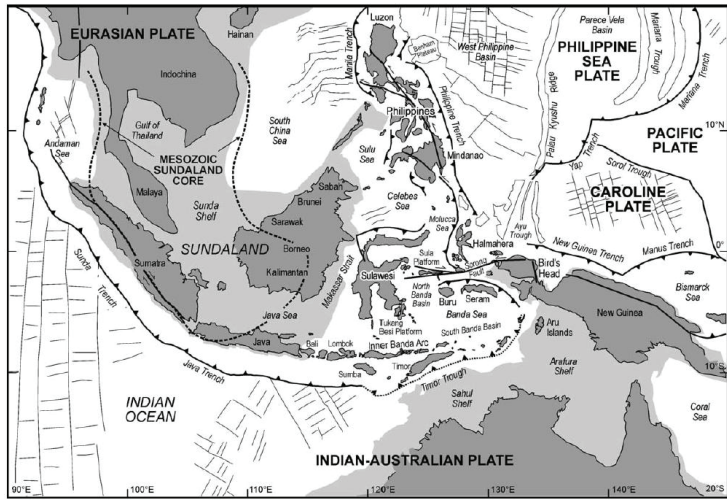 EURASIAN PLATE
Hainan
Luzon
Indochina
Manila Trench
Benham Plateau
West Philippine
Basin
Parece Vela
Basin
Mariana
Trough
PHILIPPINE
SEA
PLATE
Mariana Trench
Palau Kyushu Ridge
Philippines
Philippine Trench
Gulf of
Thailand
South
China
Sea
10°N
Andaman
Sea
MESOZOIC
SUNDALAND
CORE
Sulu
Sea
Mindanao
PACIFIC
PLATE
Yap Trench
Sorol Trough
CAROLINE
PLATE
Malaya
Sunda
Shelf
Sabah
Brunei
Sarawak
Celebes
Sea
Molucca
Sea
Ayu
Trough
Halmahera
New Guinea Trench
Manus Trench
0°
SUNDALAND
Borneo
Kalimantan
Sumatra
Makassar Strait
Sula
Platform
Sorong
Fault
Bird's
Head
Sulawesi
North
Banda
Basin
Buru
Seram
Banda Sea
New Guinea
Bismarck
Sea
Sunda
Trench
Java Sea
Tukang
Besi Platform
South Banda Basin
Aru
Islands
Java
Bali
Lombok
Inner Banda Arc
Sumba
Timor
Timor Trough
Arafura
Shelf
10°S
Java Trench
INDIAN
OCEAN
Sahul
Shelf
Coral
Sea
INDIAN-AUSTRALIAN PLATE
90°E
100°E
110°E
120°E
130°E
140°E
20°S